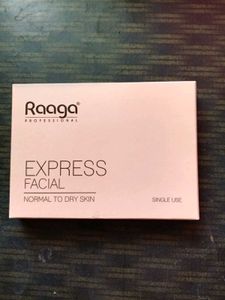 Raaga®
PROFESSIONAL
EXPRESS
FACIAL
NORMAL TO DRY SKIN
SINGLE USE